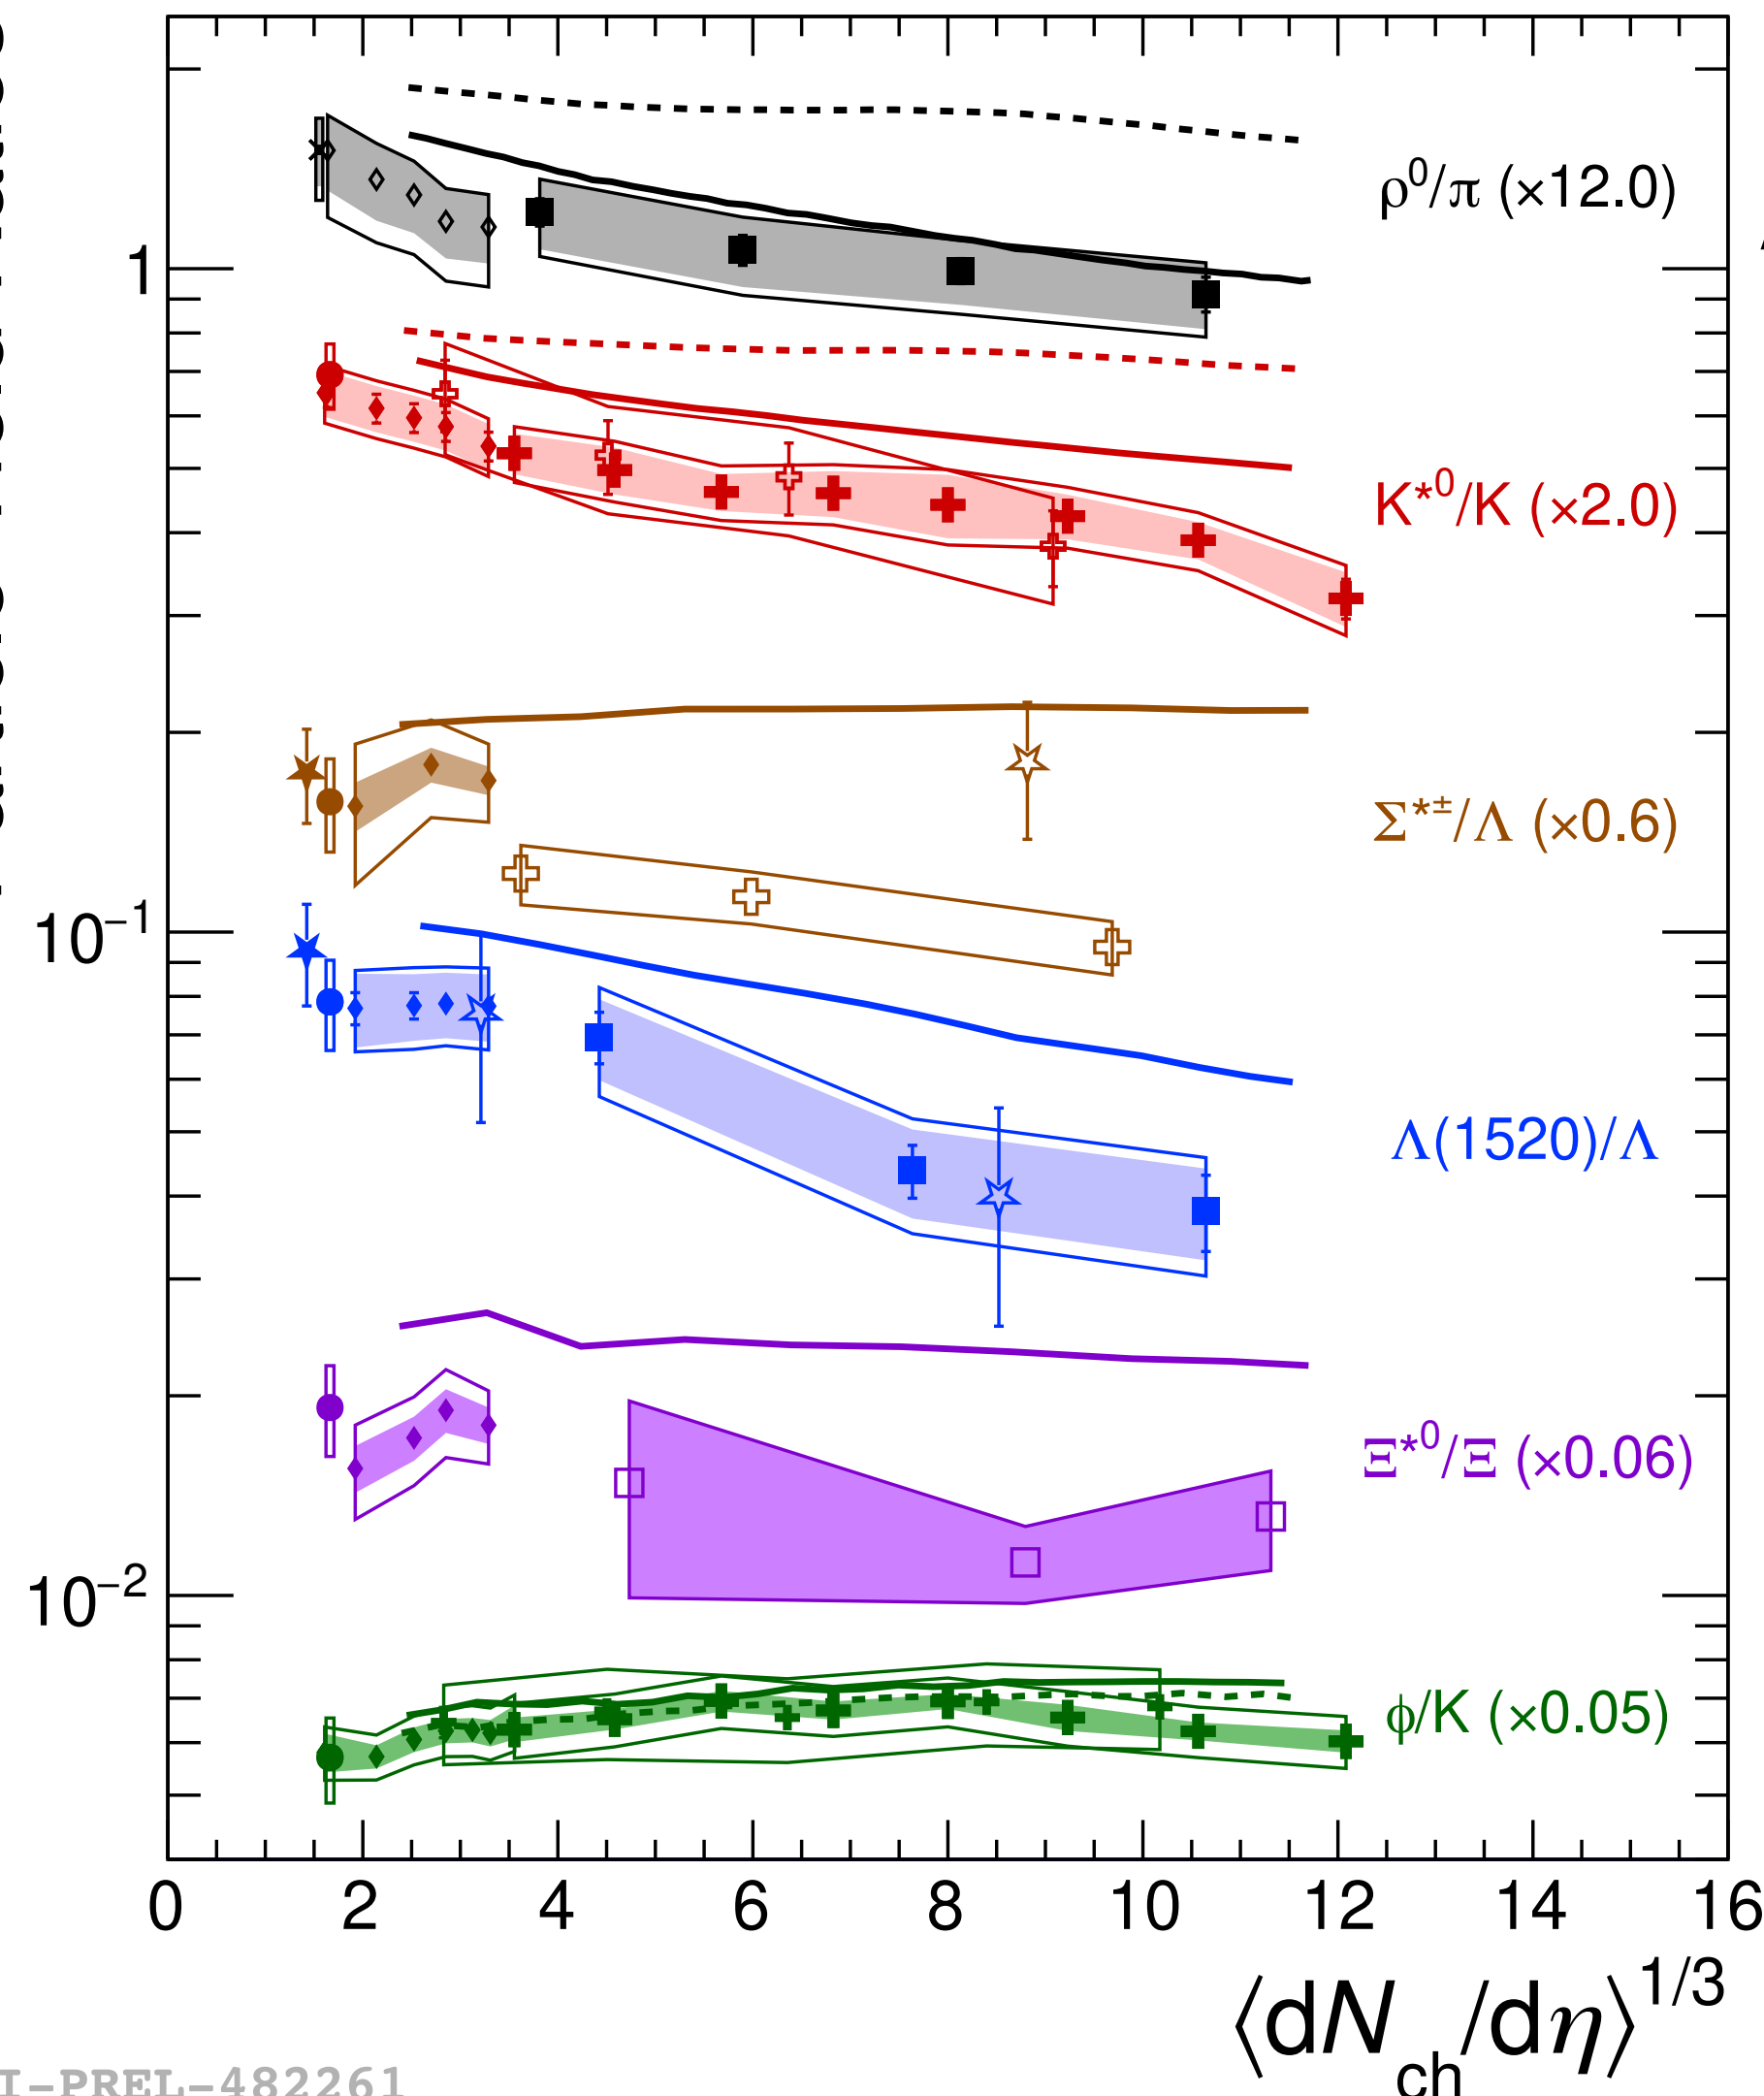 ρ⁰/π (×12.0)
1
K*⁰/K (×2.0)
Σ*±/Λ (×0.6)
10⁻¹
Λ(1520)/Λ
Ξ*⁰/Ξ (×0.06)
10⁻²
ϕ/K (×0.05)
0 2 4 6 8 10 12 14 16
⟨dN_ch/dη⟩^1/3
I-PREL-482261